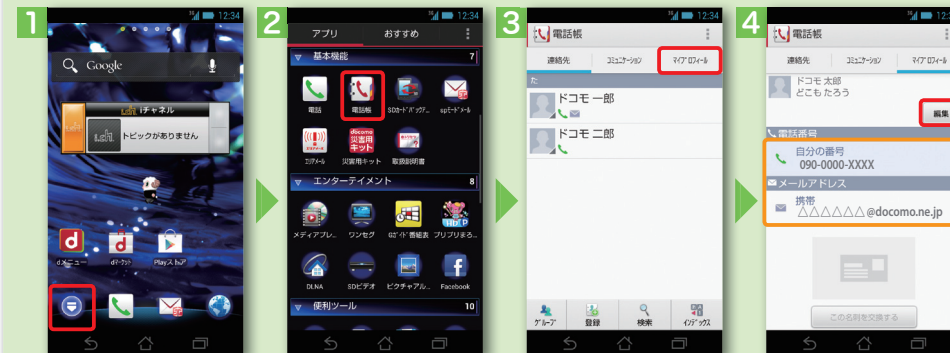 1
3G 12:34
Google
iチャネル
トピックがありません
dメニュー
dマーケット
Playストア
2
3G 12:34
アプリ
おすすめ
基本機能 7
電話
電話帳
SDカードバックア...
spモードメール
エリアメール
災害用キット
取扱説明書
docomo
災害用
キット
エンターテイメント 8
メディアプレ...
ワンセグ
Gガイド番組表
プリプリまろ...
DLNA
SDビデオ
ピクチャアル...
Facebook
便利ツール 10
3
3G 12:34
電話帳
連絡先
コミュニケーション
マイプロフィール
た
ドコモ 一郎
ドコモ 二郎
グループ
登録
検索
インデックス
4
電話帳
連絡先
コミュニケーション
マイプロフィール
ドコモ 太郎
どこも たろう
編集
電話番号
自分の番号
090-0000-XXXX
メールアドレス
携帯
△△△△△△@docomo.ne.jp
この名刺を交換する